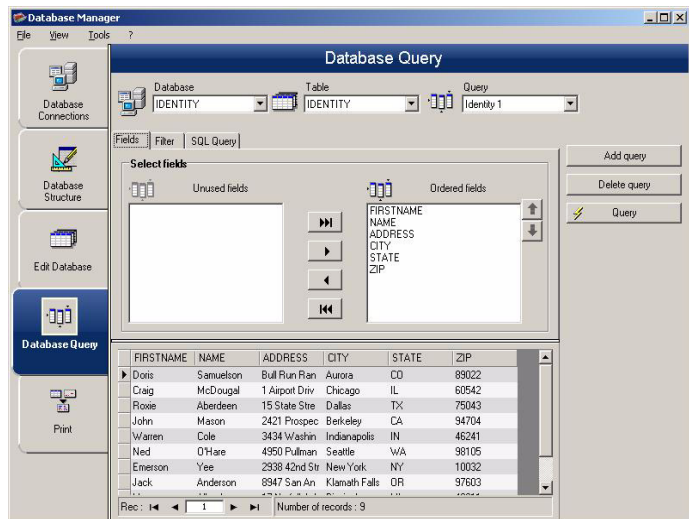 Database Manager
File View Tools ?
Database Query
Database
Connections
Database
Structure
Edit Database
Database Query
Print
Database Table Query
IDENTITY IDENTITY Identity 1
Fields Filter SQL Query
Select fields
Unused fields Ordered fields
FIRSTNAME
NAME
ADDRESS
CITY
STATE
ZIP
Add query
Delete query
Query
FIRSTNAME NAME ADDRESS CITY STATE ZIP
Doris Samuelson Bull Run Ran Aurora CO 89022
Craig McDougal 1 Airport Driv Chicago IL 60542
Roxie Aberdeen 15 State Stre Dallas TX 75043
John Mason 2421 Prospec Berkeley CA 94704
Warren Cole 3434 Washin Indianapolis IN 46241
Ned O'Hare 4950 Pullman Seattle WA 98105
Emerson Yee 2938 42nd Str New York NY 10032
Jack Anderson 8947 San An Klamath Falls OR 97603
Rec : 1 Number of records : 9